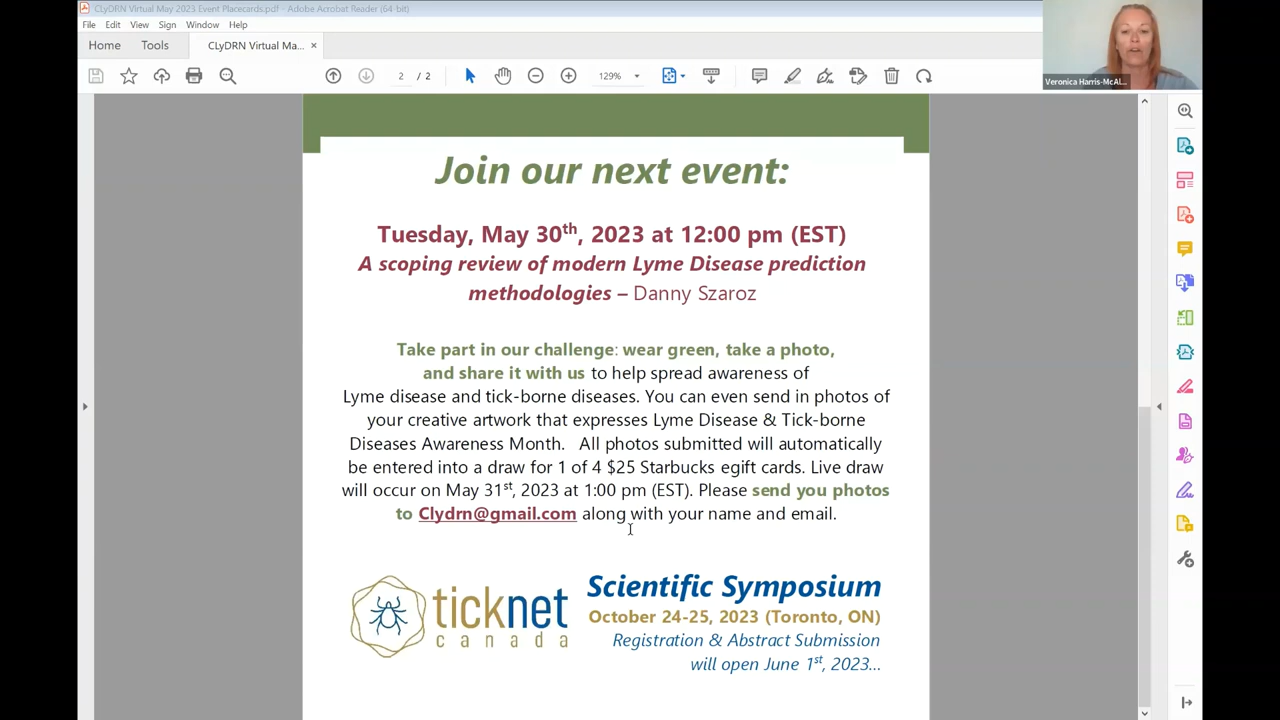 CLyDRN Virtual May 2023 Event Placecards.pdf - Adobe Acrobat Reader (64-bit)
File Edit View Sign Window Help
Home Tools CLyDRN Virtual Ma... ×
2 / 2 129%
Veronica Harris-McAl...
Join our next event:
Tuesday, May 30th, 2023 at 12:00 pm (EST)
A scoping review of modern Lyme Disease prediction
methodologies – Danny Szaroz
Take part in our challenge: wear green, take a photo,
and share it with us to help spread awareness of
Lyme disease and tick-borne diseases. You can even send in photos of
your creative artwork that expresses Lyme Disease & Tick-borne
Diseases Awareness Month. All photos submitted will automatically
be entered into a draw for 1 of 4 $25 Starbucks egift cards. Live draw
will occur on May 31st, 2023 at 1:00 pm (EST). Please send you photos
to Clydrn@gmail.com along with your name and email.
ticknet
canada
Scientific Symposium
October 24-25, 2023 (Toronto, ON)
Registration & Abstract Submission
will open June 1st, 2023...